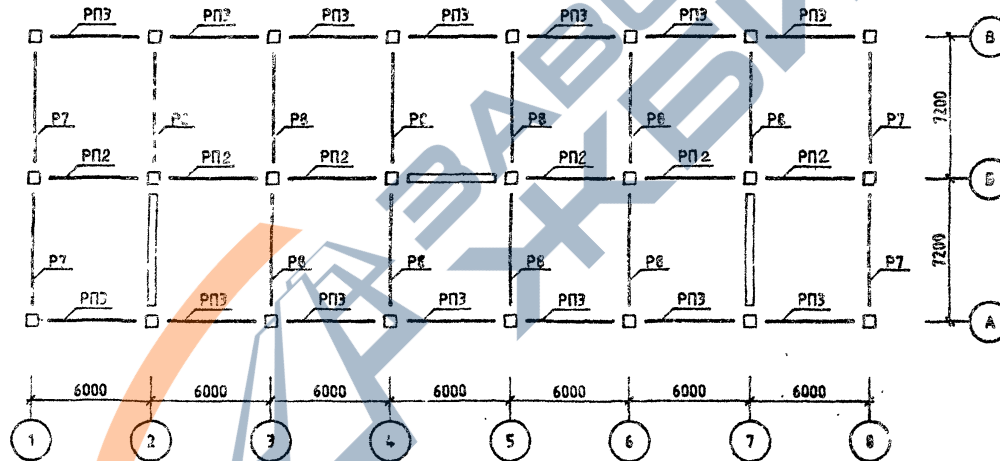 РП3 РП3 РП3 РП3 РП3 РП3 РП3
В
Р7 Р8 Р8 Р8 Р8 Р7
7200
РП2 РП2 РП2 РП2 РП2 РП2
Б
Р7 Р8 Р8 Р8 Р8 Р7
7200
РП3 РП3 РП3 РП3 РП3 РП3
А
6000 6000 6000 6000 6000 6000 6000
1 2 3 4 5 6 7 8
ЗАВО
ЖБИ